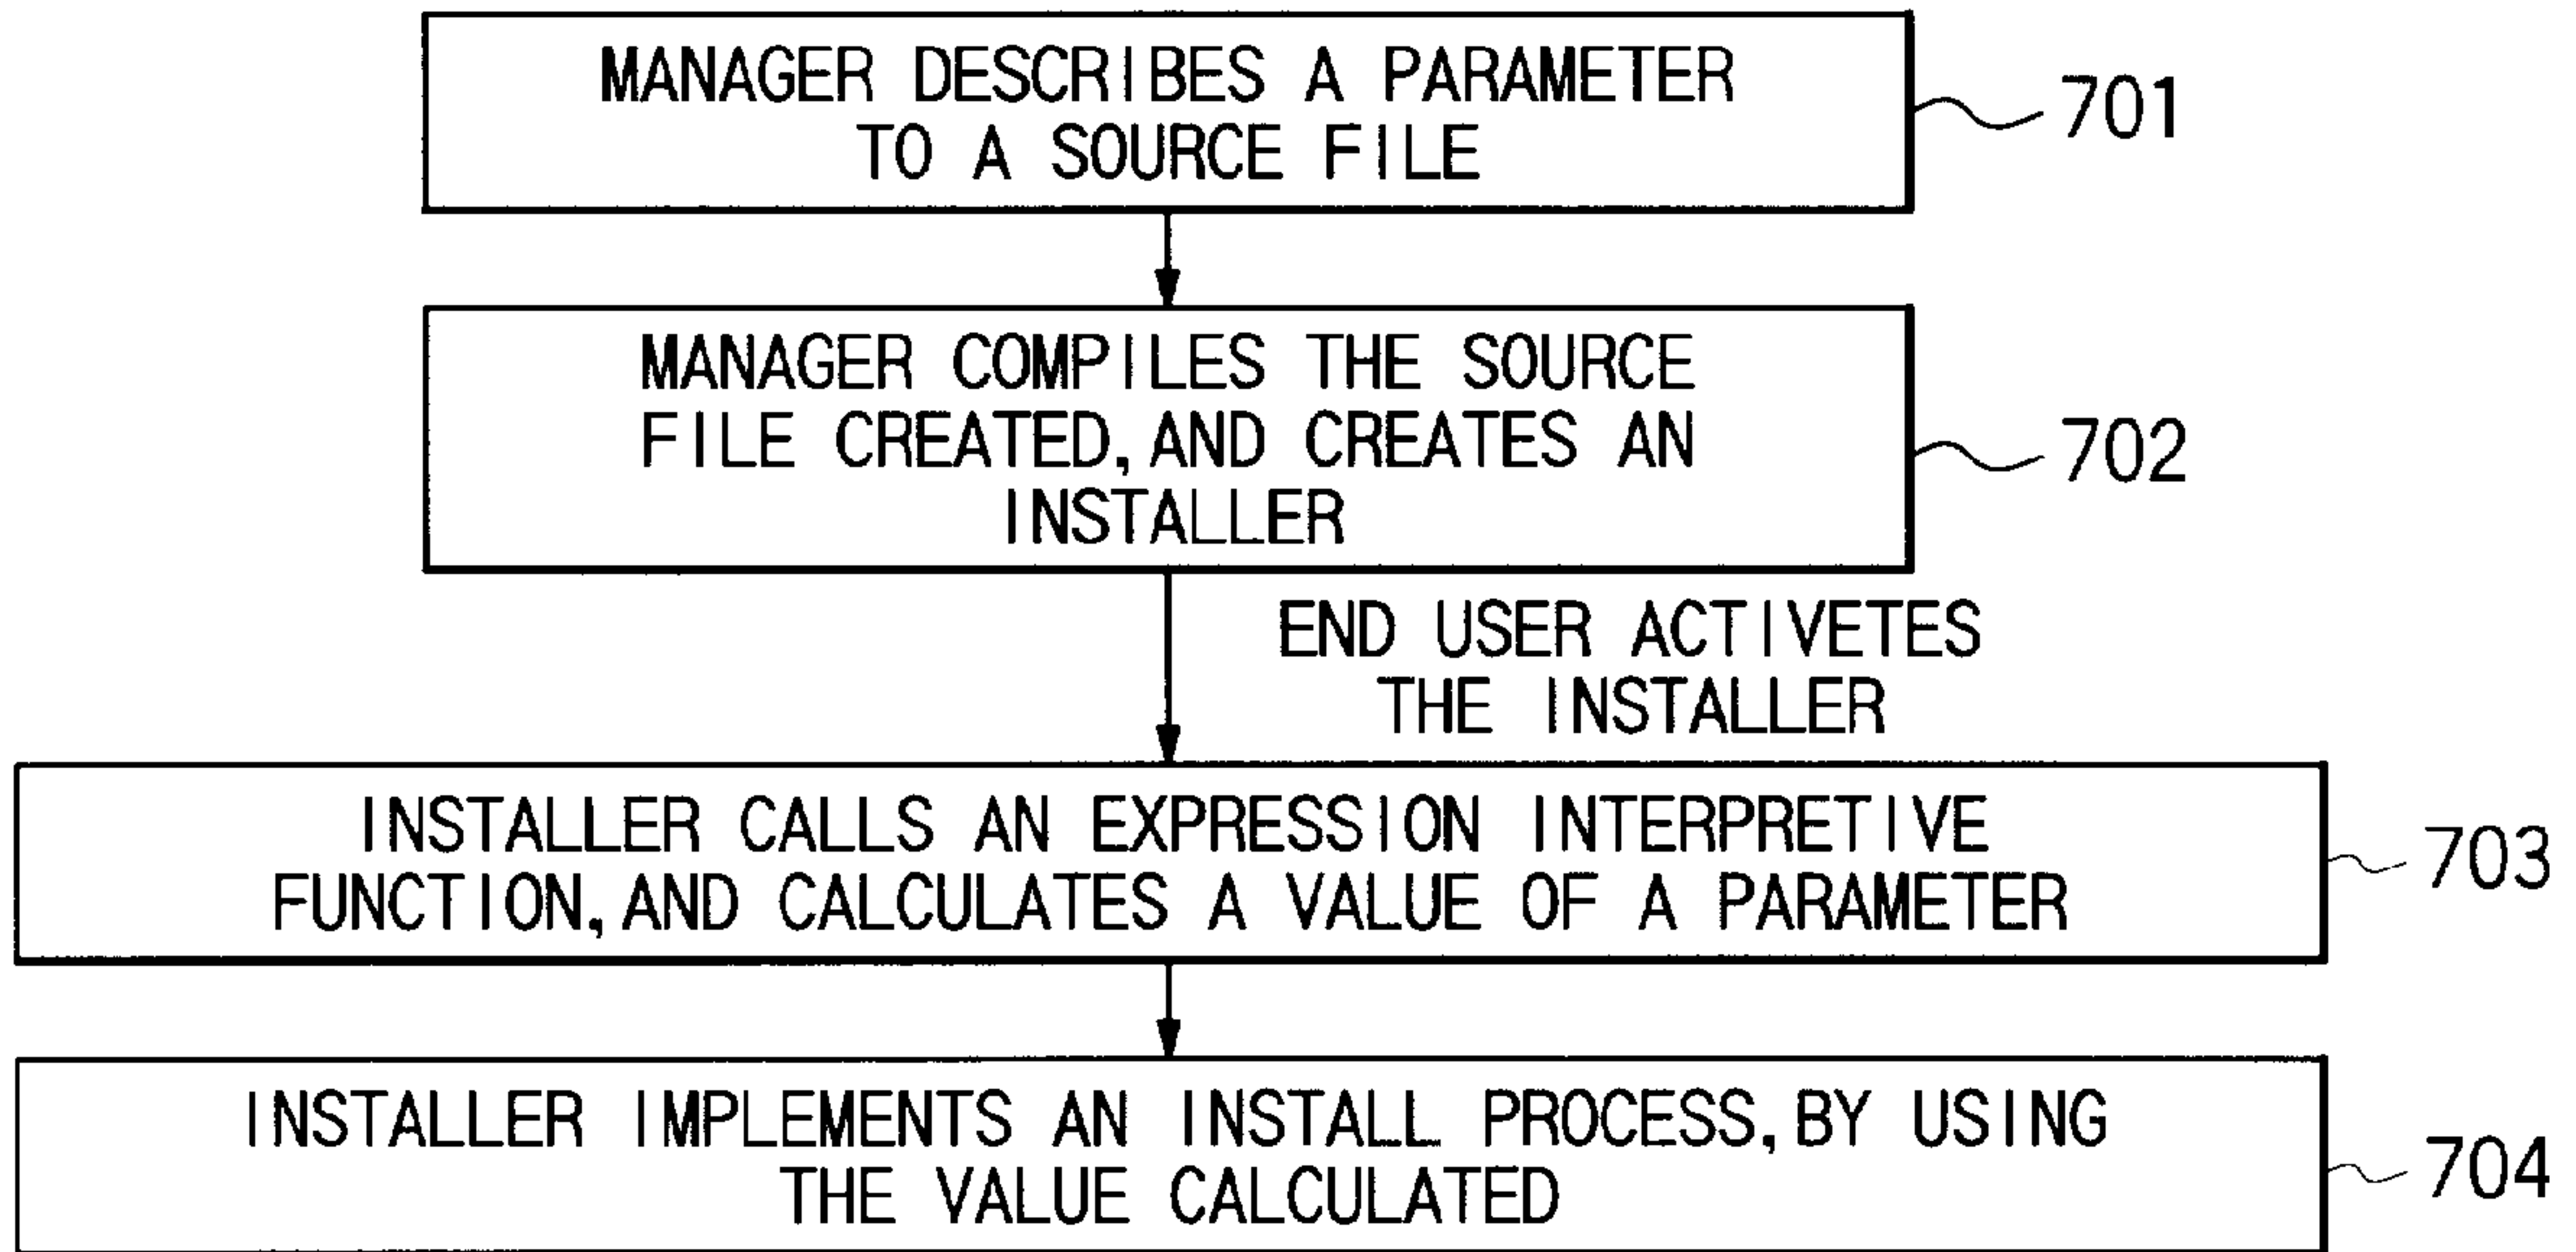 MANAGER DESCRIBES A PARAMETER
TO A SOURCE FILE
701
MANAGER COMPILES THE SOURCE
FILE CREATED, AND CREATES AN
INSTALLER
702
END USER ACTIVETES
THE INSTALLER
INSTALLER CALLS AN EXPRESSION INTERPRETIVE
FUNCTION, AND CALCULATES A VALUE OF A PARAMETER
703
INSTALLER IMPLEMENTS AN INSTALL PROCESS, BY USING
THE VALUE CALCULATED
704